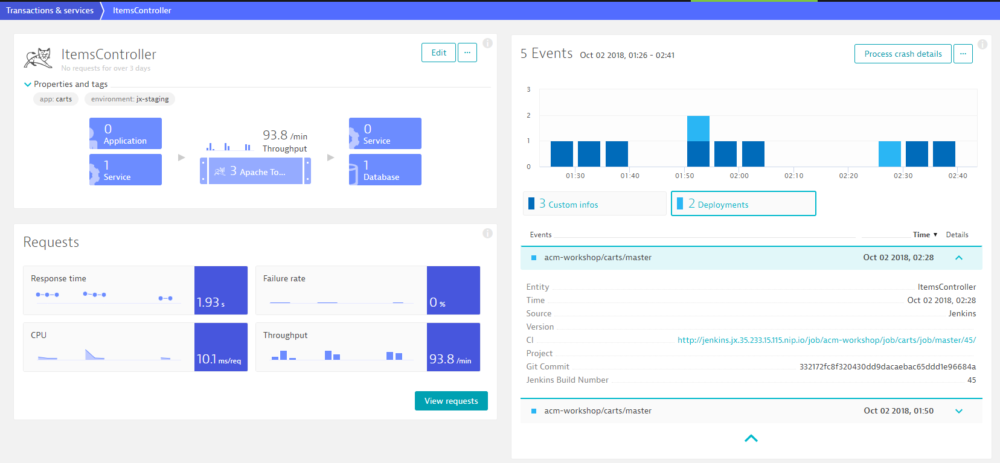 Transactions & services
ItemsController
ItemsController
No requests for over 3 days
Edit
...
Properties and tags
app: carts
environment: jx-staging
0
Application
1
Service
93.8 /min
Throughput
3 Apache To...
0
Service
1
Database
Requests
Response time
1.93 s
Failure rate
0 %
CPU
10.1 ms/req
Throughput
93.8 /min
View requests
5 Events Oct 02 2018, 01:26 - 02:41
Process crash details
...
3
2
1
0
01:30 01:40 01:50 02:00 02:10 02:20 02:30 02:40
3 Custom infos
2 Deployments
Events Time ▼ Details
acm-workshop/carts/master Oct 02 2018, 02:28
Entity ItemsController
Time Oct 02 2018, 02:28
Source Jenkins
Version
CI http://jenkins.jx.35.233.15.115.nip.io/job/acm-workshop/job/carts/job/master/45/
Project
Git Commit 332172fc8f320430dd9dacaebac65ddd1e96684a
Jenkins Build Number 45
acm-workshop/carts/master Oct 02 2018, 01:50